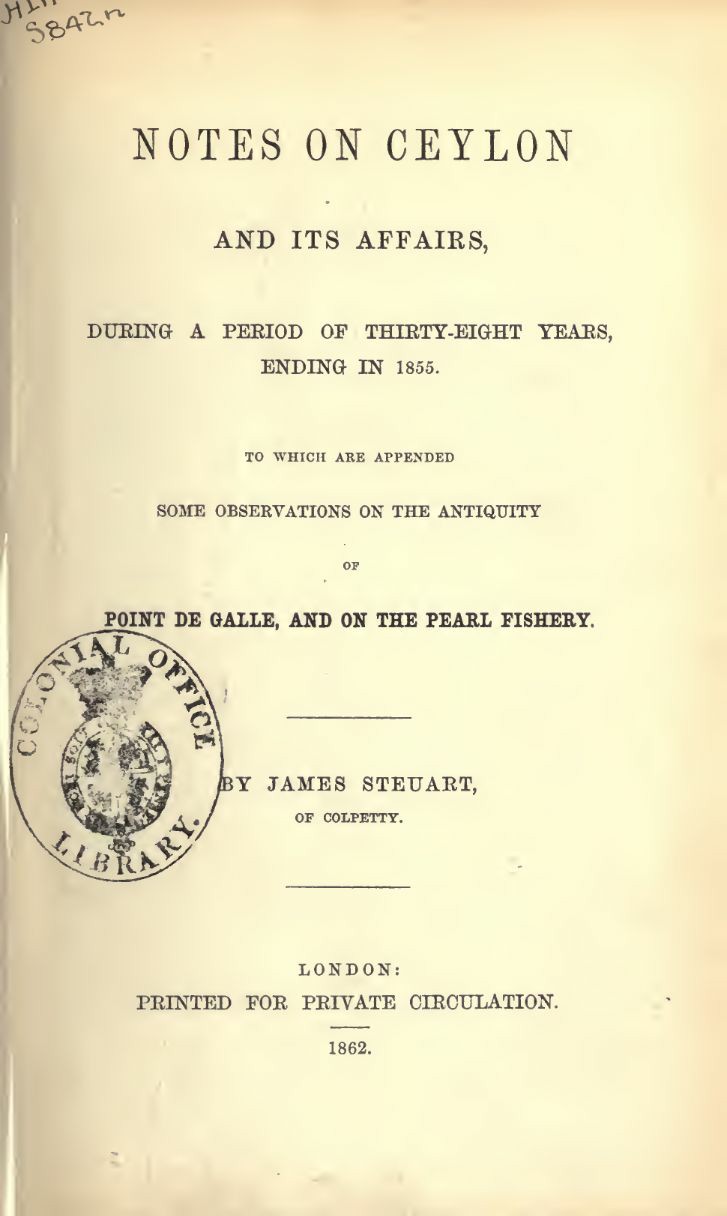 S842n
NOTES ON CEYLON
AND ITS AFFAIRS,
DURING A PERIOD OF THIRTY-EIGHT YEARS,
ENDING IN 1855.
TO WHICH ARE APPENDED
SOME OBSERVATIONS ON THE ANTIQUITY
OF
POINT DE GALLE, AND ON THE PEARL FISHERY.
COLONIAL OFFICE
LIBRARY.
BY JAMES STEUART,
OF COLPETTY.
LONDON:
PRINTED FOR PRIVATE CIRCULATION.
1862.